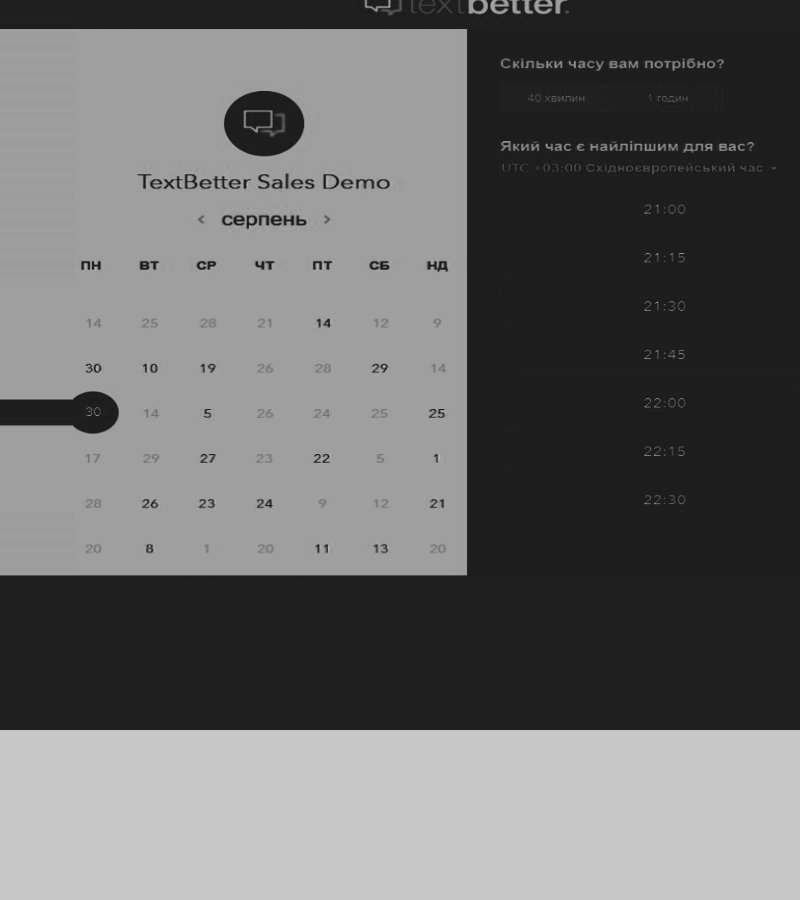 textbetter.
TextBetter Sales Demo
‹ серпень ›
ПН ВТ СР ЧТ ПТ СБ НД
14 25 28 21 14 12 9
30 10 19 26 28 29 14
30 14 5 26 24 25 25
17 29 27 23 22 5 1
28 26 23 24 9 12 21
20 8 1 20 11 13 20
Скільки часу вам потрібно?
40 хвилин 1 годин
Який час є найліпшим для вас?
UTC +03:00 Східноєвропейський час
21:00
21:15
21:30
21:45
22:00
22:15
22:30